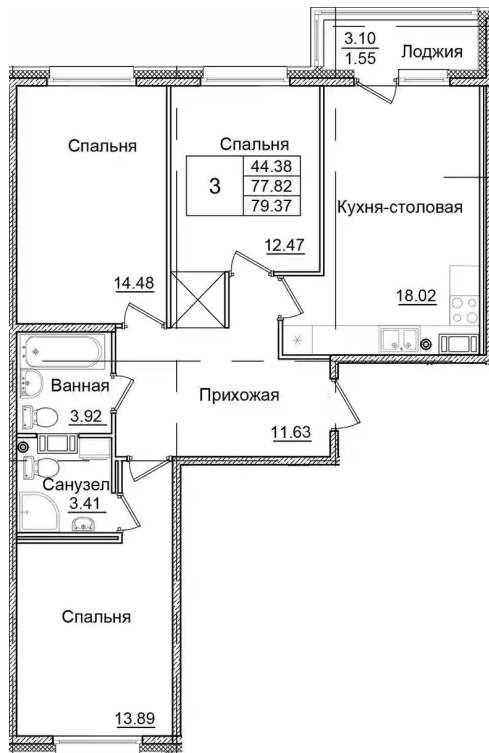 3.10
1.55
Лоджия
Спальня
Спальня
3
44.38
77.82
79.37
Кухня-столовая
12.47
14.48
18.02
Ванная
3.92
Прихожая
11.63
Санузел
3.41
Спальня
13.89